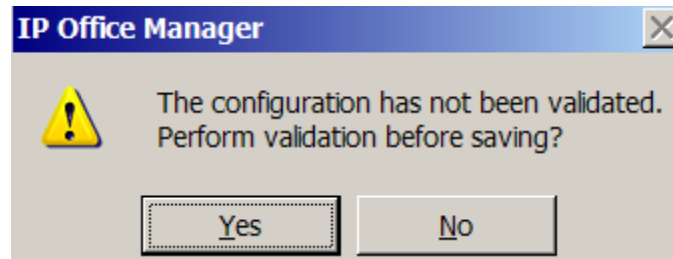 IP Office Manager
The configuration has not been validated.
Perform validation before saving?
Yes
No